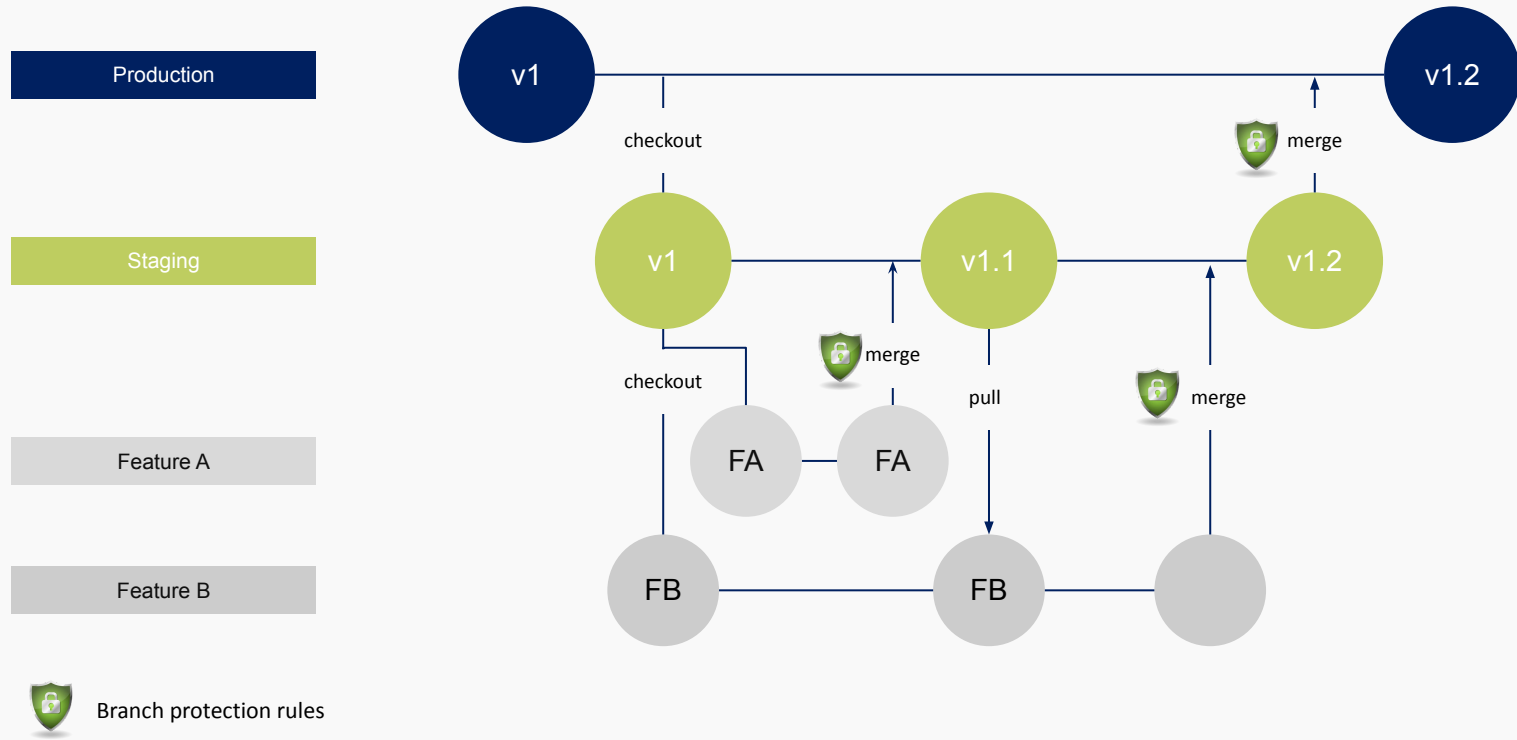 Production
v1
v1.2
checkout
merge
Staging
v1
v1.1
v1.2
checkout
merge
pull
merge
Feature A
FA
FA
Feature B
FB
FB
Branch protection rules